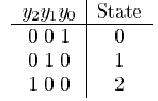 y₂y₁y₀ State
0 0 1 0
0 1 0 1
1 0 0 2